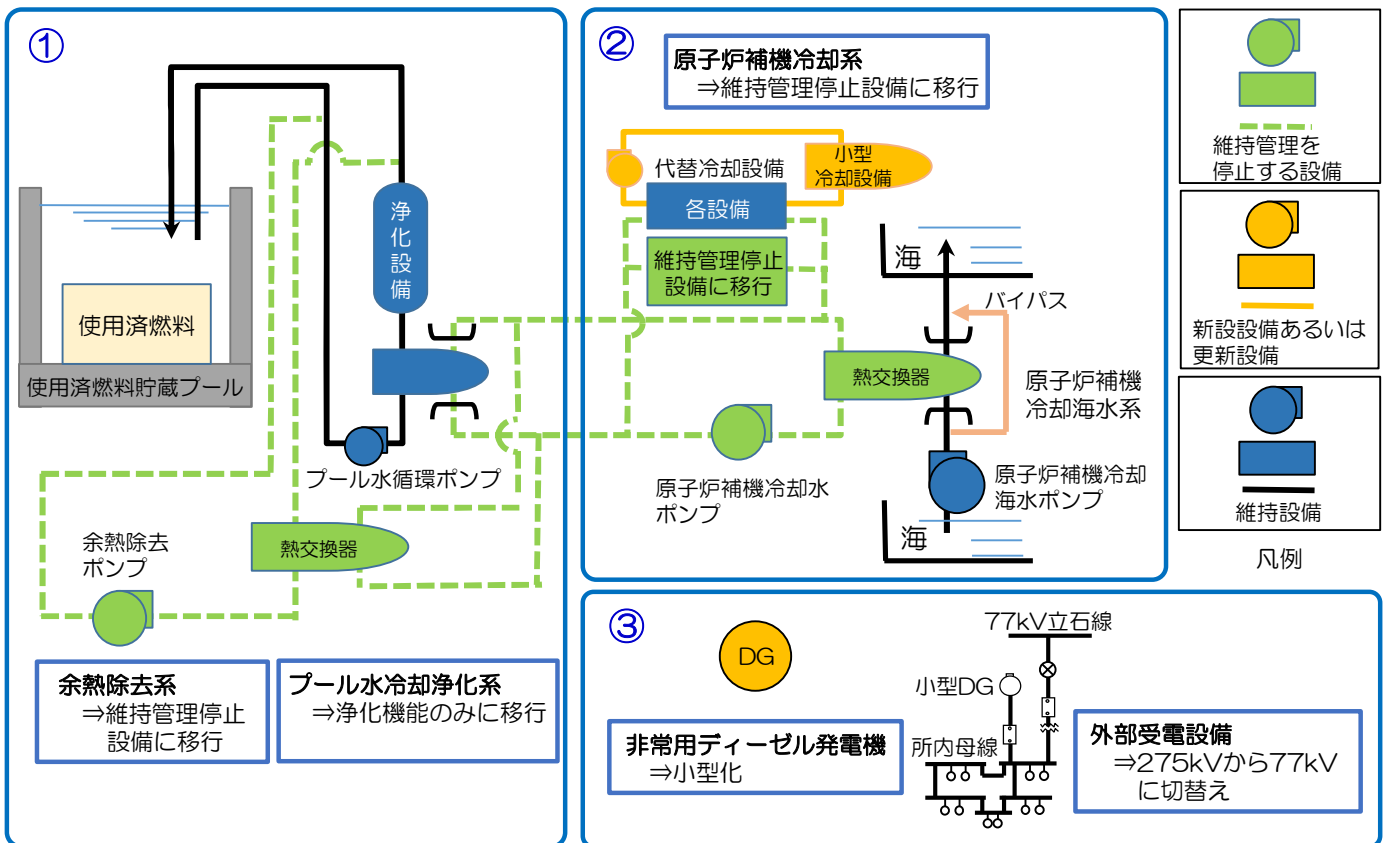 ①
浄化設備
使用済燃料
使用済燃料貯蔵プール
プール水循環ポンプ
余熱除去
ポンプ
熱交換器
余熱除去系
⇒維持管理停止
設備に移行
プール水冷却浄化系
⇒浄化機能のみに移行
②
原子炉補機冷却系
⇒維持管理停止設備に移行
代替冷却設備
小型
冷却設備
各設備
維持管理停止
設備に移行
海
バイパス
熱交換器
原子炉補機
冷却海水系
原子炉補機冷却水
ポンプ
原子炉補機冷却
海水ポンプ
海
③
DG
非常用ディーゼル発電機
⇒小型化
77kV立石線
小型DG
所内母線
外部受電設備
⇒275kVから77kV
に切替え
維持管理を
停止する設備
新設設備あるいは
更新設備
維持設備
凡例